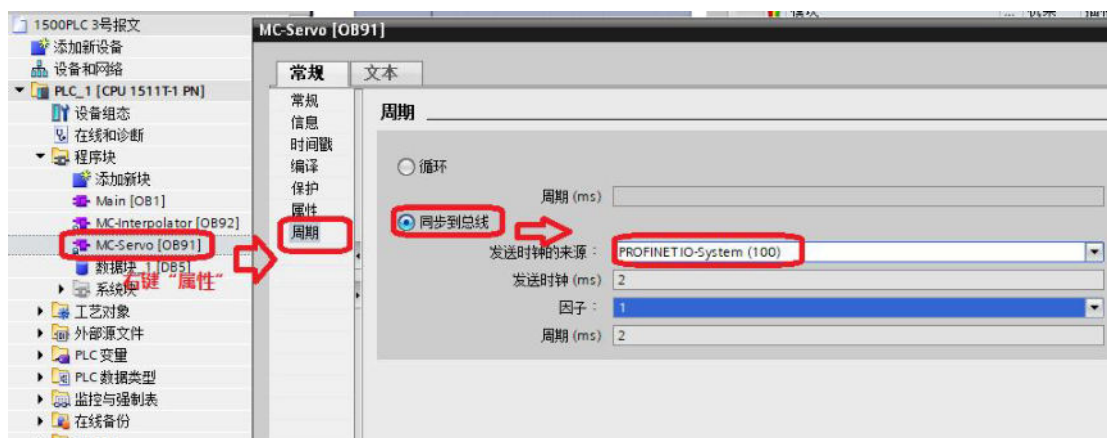 1500PLC 3号报文
添加新设备
设备和网络
PLC_1 [CPU 1511T-1 PN]
设备组态
在线和诊断
程序块
添加新块
Main [OB1]
MC-Interpolator [OB92]
MC-Servo [OB91]
数据块_1 [DB5]
右键“属性”
系统块
工艺对象
外部源文件
PLC 变量
PLC 数据类型
监控与强制表
在线备份
MC-Servo [OB91]
常规
文本
常规
信息
时间戳
编译
保护
属性
周期
周期
循环
周期 (ms)
同步到总线
发送时钟的来源： PROFINET IO-System (100)
发送时钟 (ms) 2
因子： 1
周期 (ms) 2